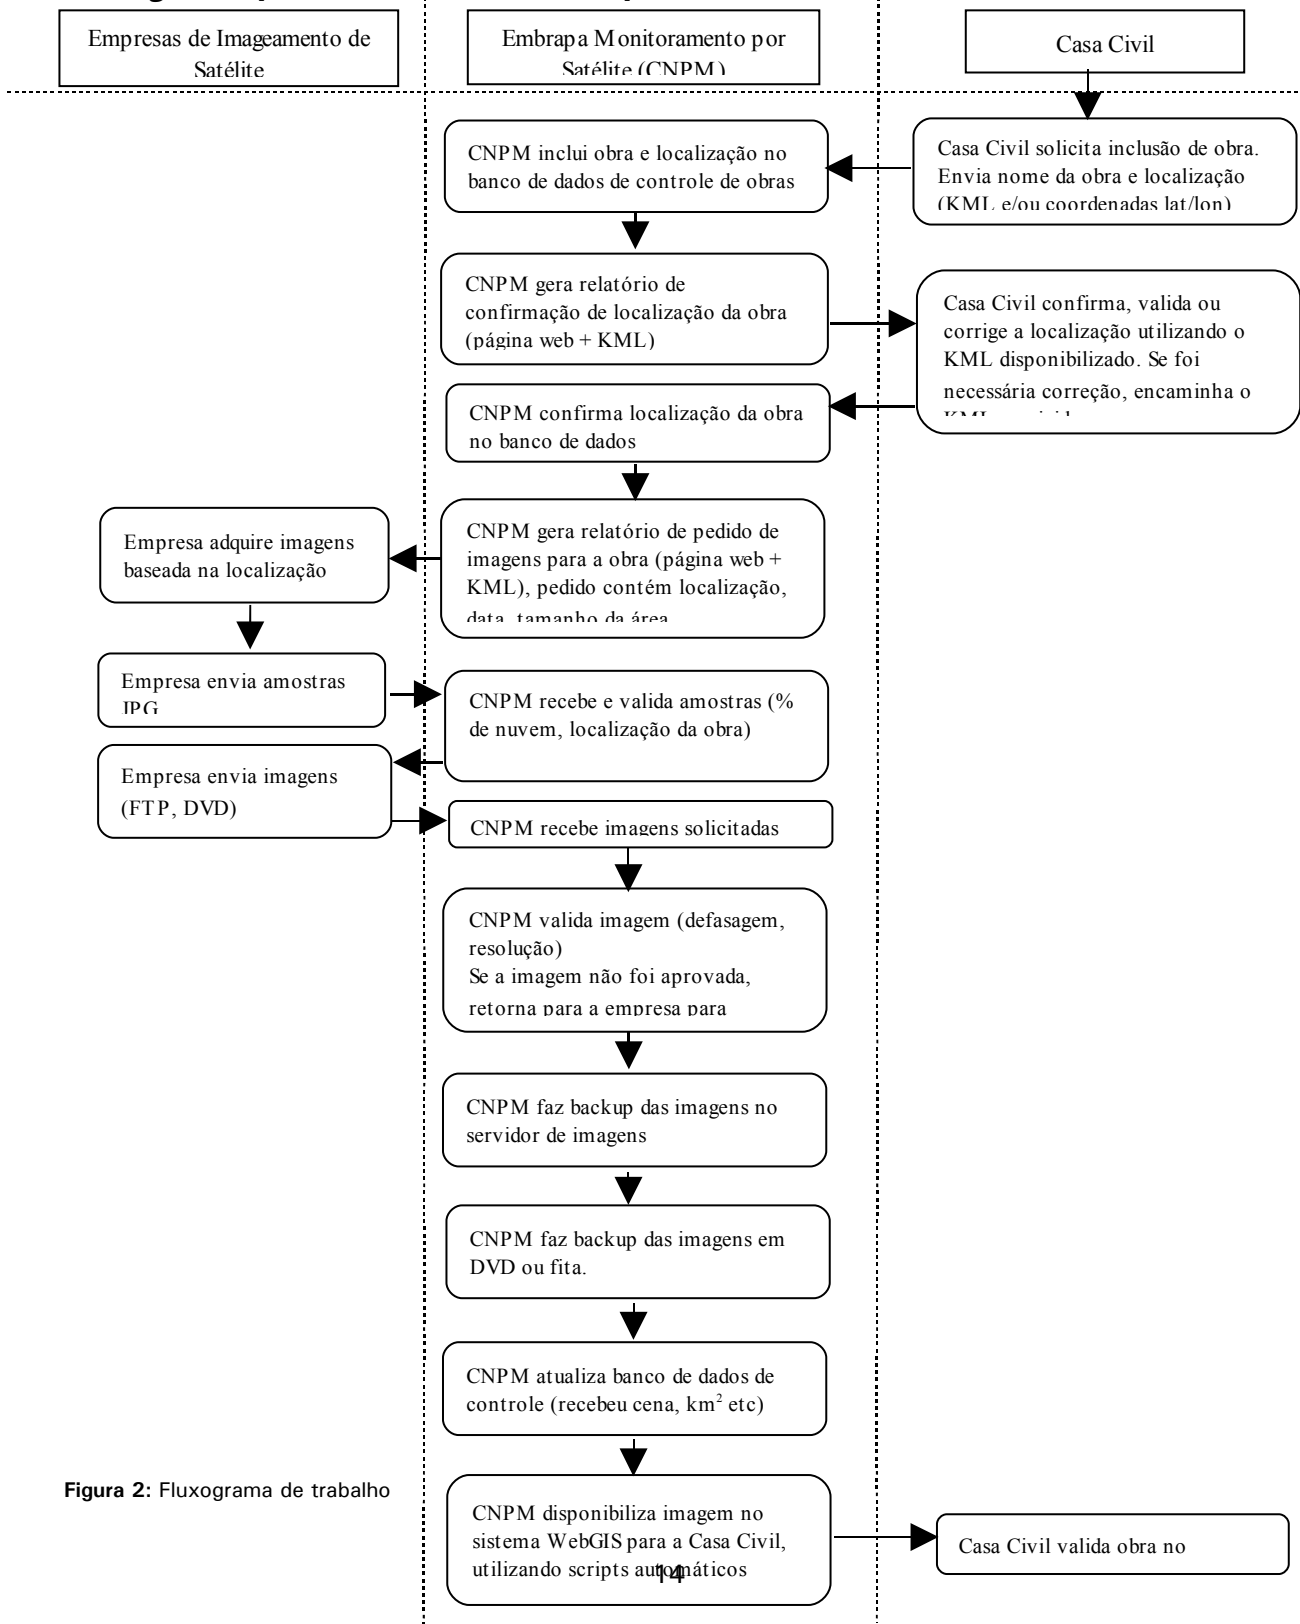 Empresas de Imageamento de
Satélite
Embrapa Monitoramento por
Satélite (CNPM)
Casa Civil
Casa Civil solicita inclusão de obra.
Envia nome da obra e localização
(KML e/ou coordenadas lat/lon)
CNPM inclui obra e localização no
banco de dados de controle de obras
CNPM gera relatório de
confirmação de localização da obra
(página web + KML)
Casa Civil confirma, valida ou
corrige a localização utilizando o
KML disponibilizado. Se foi
necessária correção, encaminha o
CNPM confirma localização da obra
no banco de dados
CNPM gera relatório de pedido de
imagens para a obra (página web +
KML), pedido contém localização,
data, tamanho da área
Empresa adquire imagens
baseada na localização
Empresa envia amostras
JPG
CNPM recebe e valida amostras (%
de nuvem, localização da obra)
Empresa envia imagens
(FTP, DVD)
CNPM recebe imagens solicitadas
CNPM valida imagem (defasagem,
resolução)
Se a imagem não foi aprovada,
retorna para a empresa para
CNPM faz backup das imagens no
servidor de imagens
CNPM faz backup das imagens em
DVD ou fita.
CNPM atualiza banco de dados de
controle (recebeu cena, km² etc)
CNPM disponibiliza imagem no
sistema WebGIS para a Casa Civil,
utilizando scripts automáticos
Casa Civil valida obra no
Figura 2: Fluxograma de trabalho
14